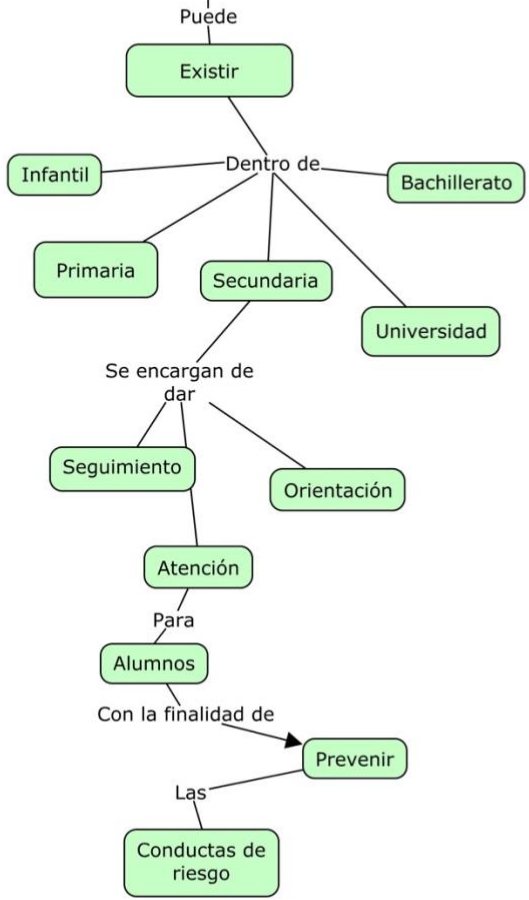 Puede
Existir
Dentro de
Infantil
Bachillerato
Primaria
Secundaria
Universidad
Se encargan de
dar
Seguimiento
Orientación
Atención
Para
Alumnos
Con la finalidad de
Prevenir
Las
Conductas de
riesgo